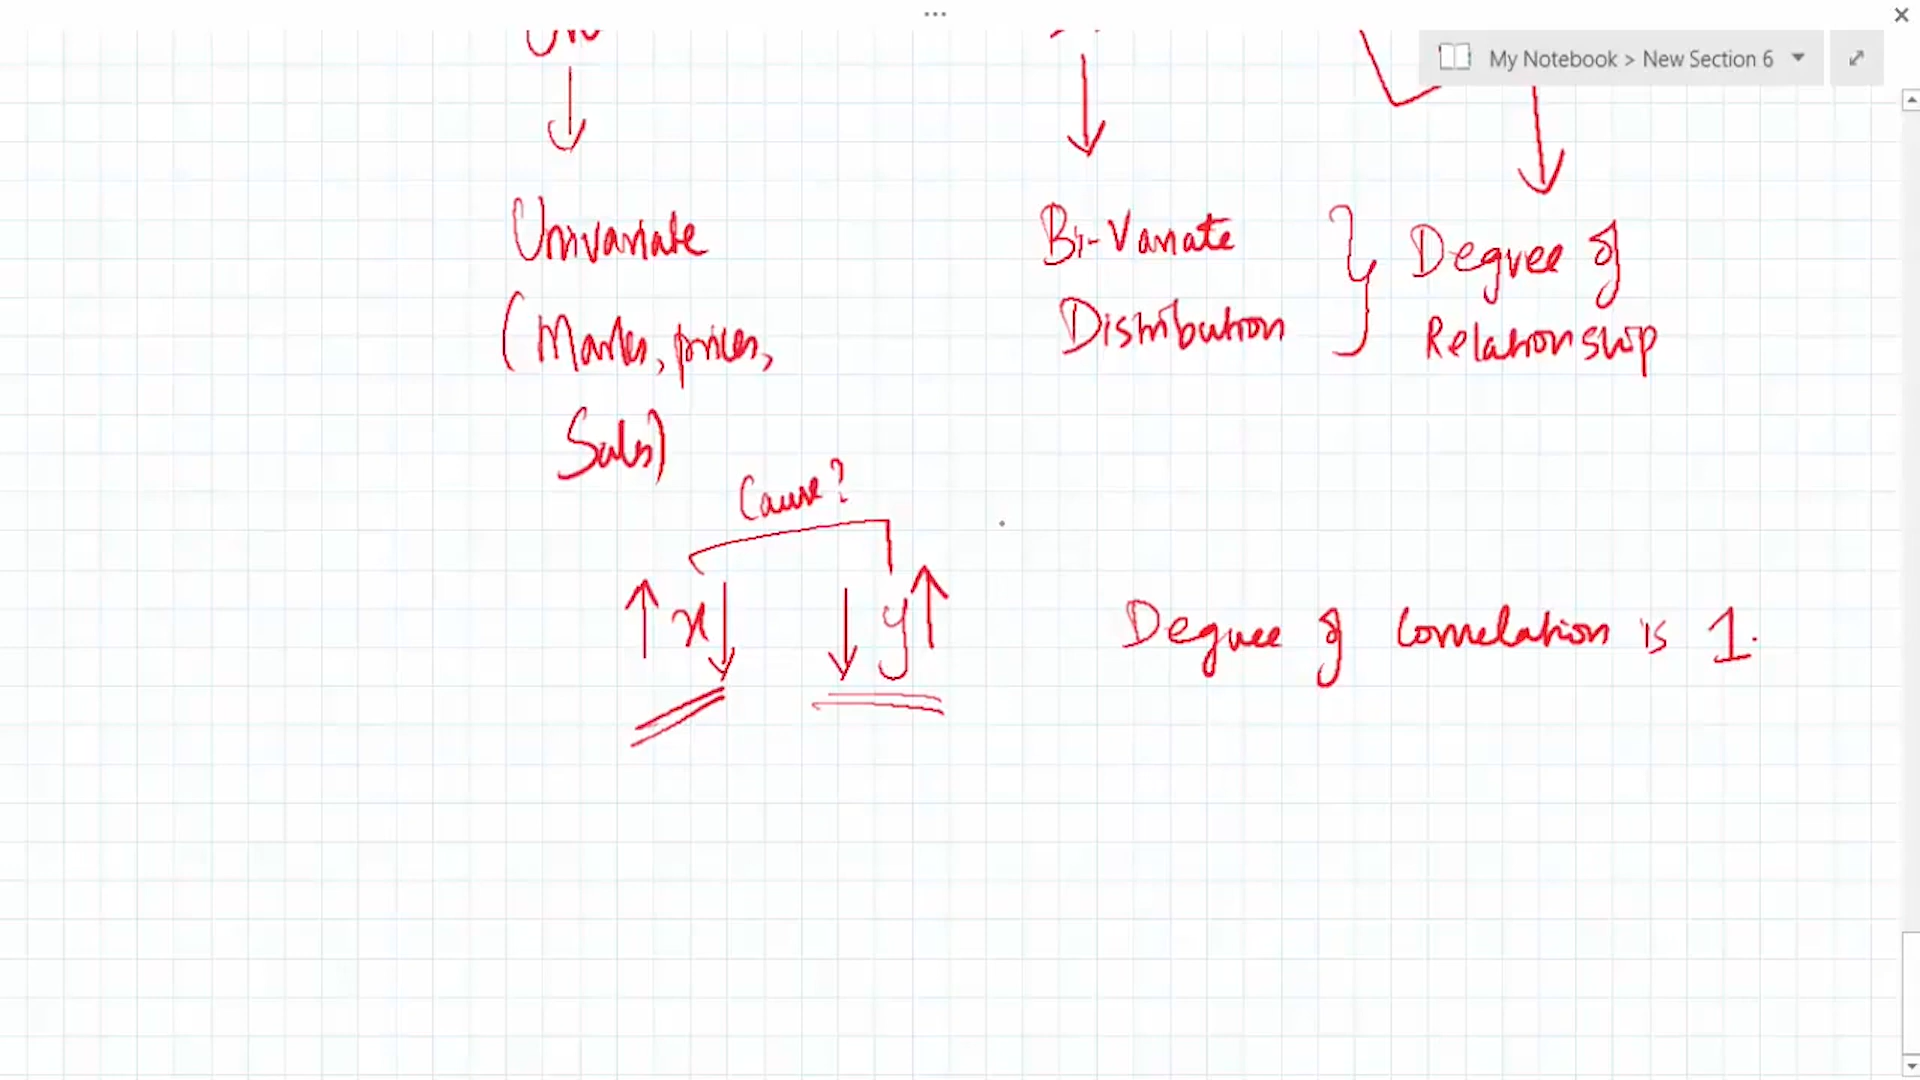 My Notebook > New Section 6
Univariate
(Marks, prices,
Sales)
Bi-Variate
Distribution
Degree of
Relationship
Cause?
x y
Degree of Correlation is 1.